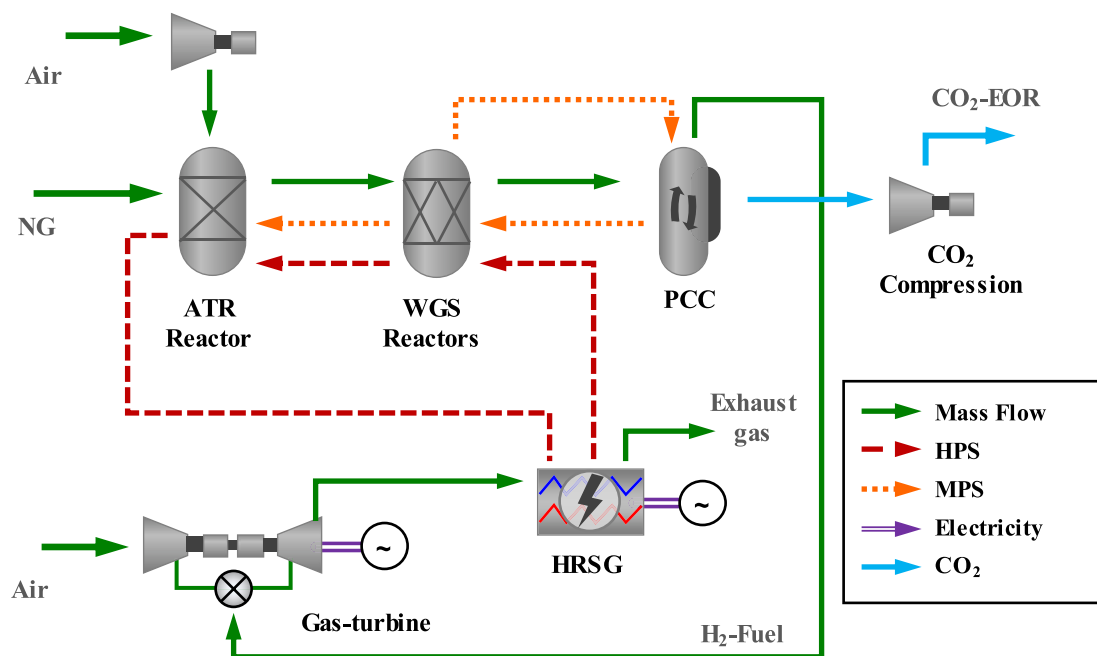 Air
CO₂-EOR
NG
ATR
Reactor
WGS
Reactors
PCC
CO₂
Compression
Exhaust
gas
Mass Flow
HPS
MPS
Electricity
CO₂
~
~
HRSG
Air
Gas-turbine
H₂-Fuel